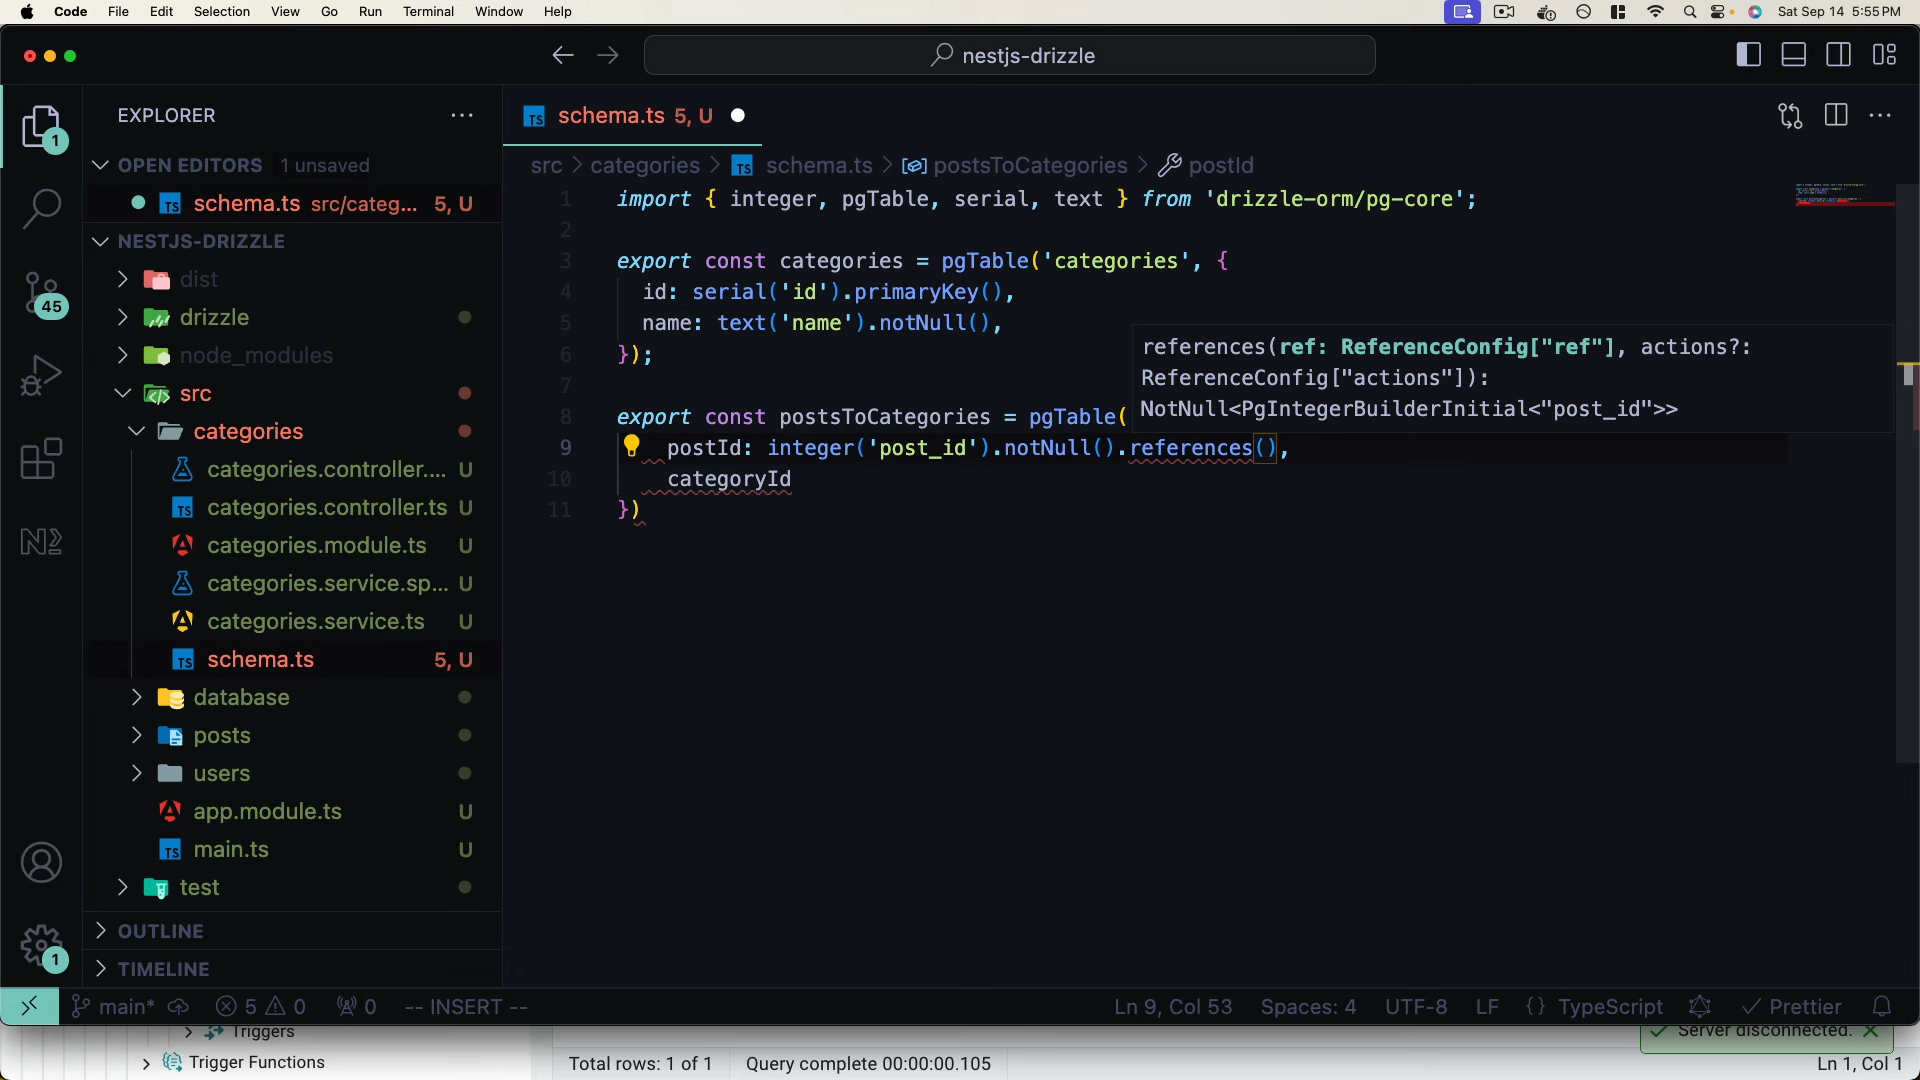 Code File Edit Selection View Go Run Terminal Window Help
Sat Sep 14 5:55 PM
nestjs-drizzle
EXPLORER
OPEN EDITORS 1 unsaved
schema.ts src/categ... 5, U
NESTJS-DRIZZLE
dist
drizzle
node_modules
src
categories
categories.controller.... U
categories.controller.ts U
categories.module.ts U
categories.service.sp... U
categories.service.ts U
schema.ts 5, U
database
posts
users
app.module.ts U
main.ts U
test
OUTLINE
TIMELINE
1
45
1
schema.ts 5, U
src > categories > TS schema.ts > postsToCategories > postId
1 import { integer, pgTable, serial, text } from 'drizzle-orm/pg-core';
2
3 export const categories = pgTable('categories', {
4 id: serial('id').primaryKey(),
5 name: text('name').notNull(),
6 });
7
8 export const postsToCategories = pgTable(
9 postId: integer('post_id').notNull().references(),
10 categoryId
11 })
references(ref: ReferenceConfig["ref"], actions?:
ReferenceConfig["actions"]):
NotNull<PgIntegerBuilderInitial<"post_id">>
main* 5 0 0 -- INSERT --
Ln 9, Col 53 Spaces: 4 UTF-8 LF {} TypeScript Prettier
Triggers
Trigger Functions
Total rows: 1 of 1 Query complete 00:00:00.105
Server disconnected.
Ln 1, Col 1